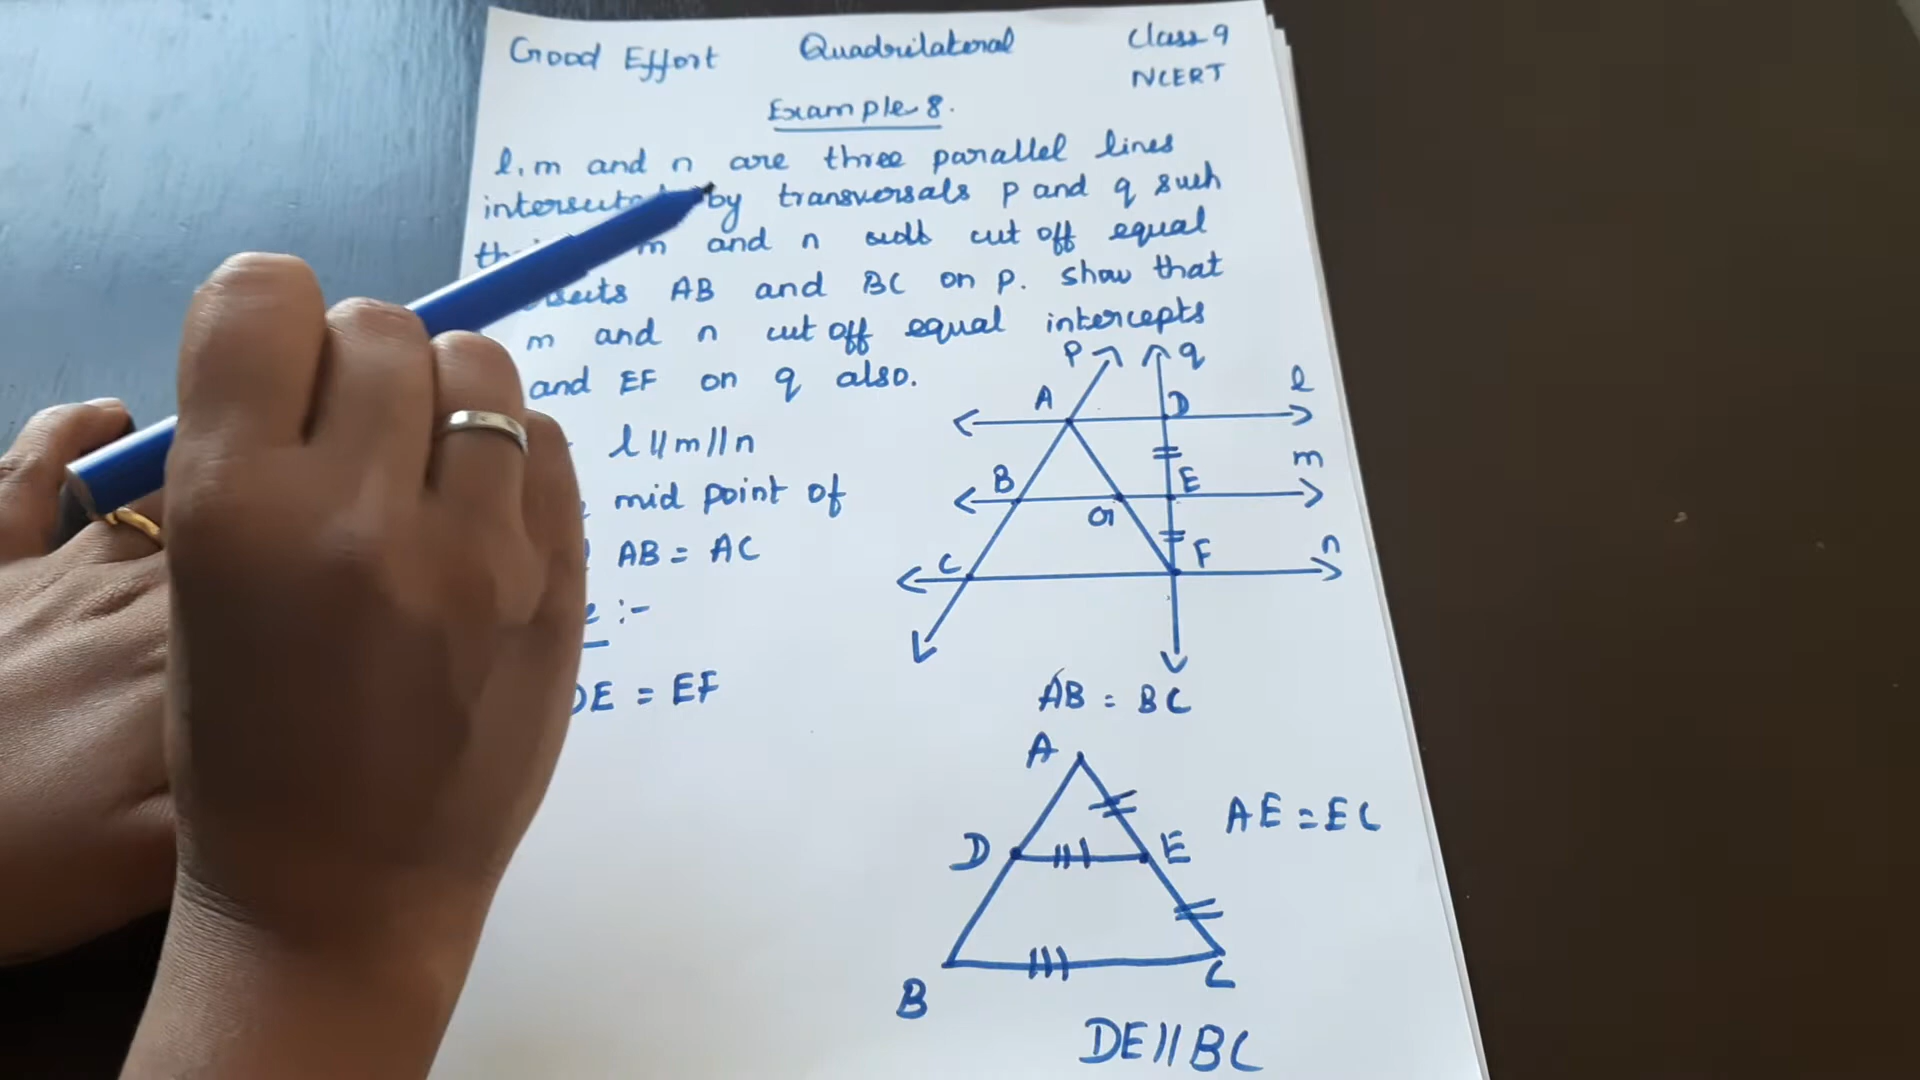 Good Effort Quadrilateral Class 9
NCERT
Example 8.
l, m and n are three parallel lines
by transversals p and q such
m and n cut off equal
AB and BC on p. show that
m and n cut off equal intercepts
and EF on q also.
l || m || n
mid point of
AB = AC
:-
DE = EF
P q
A D l
B E m
G
C F n
AB = BC
A
D E AE = EC
B C
DE || BC